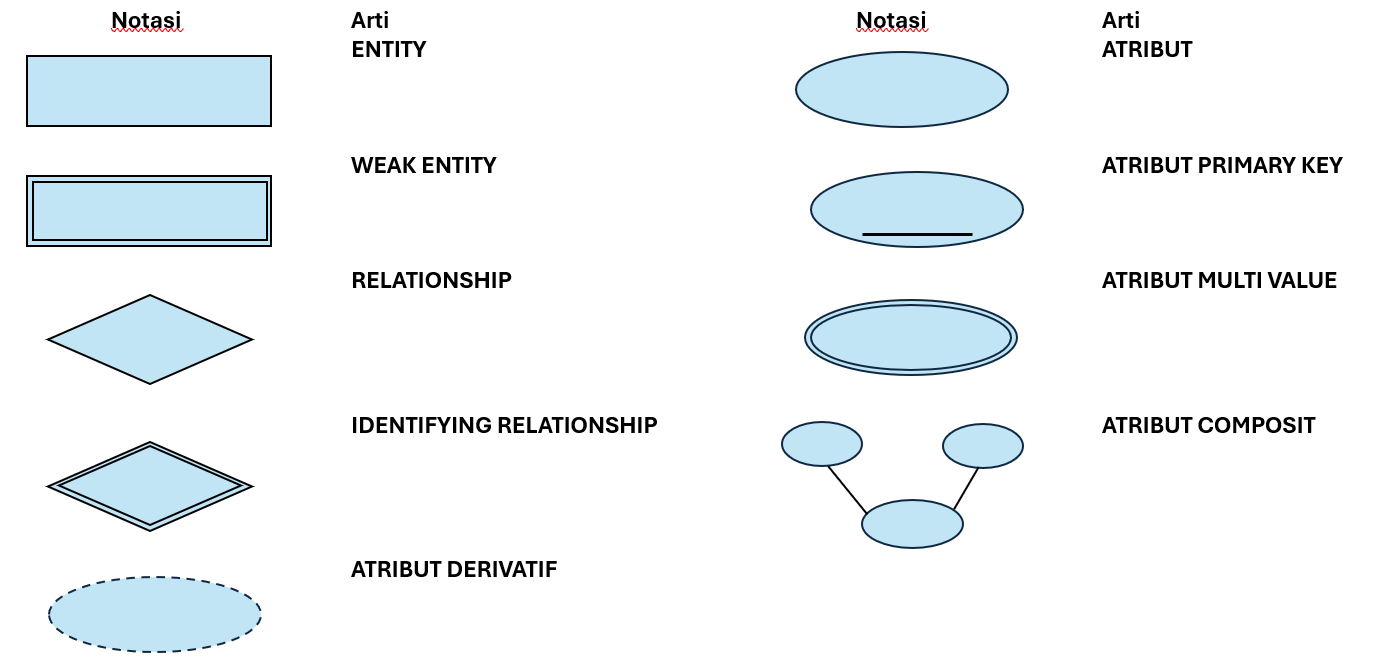 Notasi
Arti
ENTITY
WEAK ENTITY
RELATIONSHIP
IDENTIFYING RELATIONSHIP
ATRIBUT DERIVATIF
Notasi
Arti
ATRIBUT
ATRIBUT PRIMARY KEY
ATRIBUT MULTI VALUE
ATRIBUT COMPOSIT